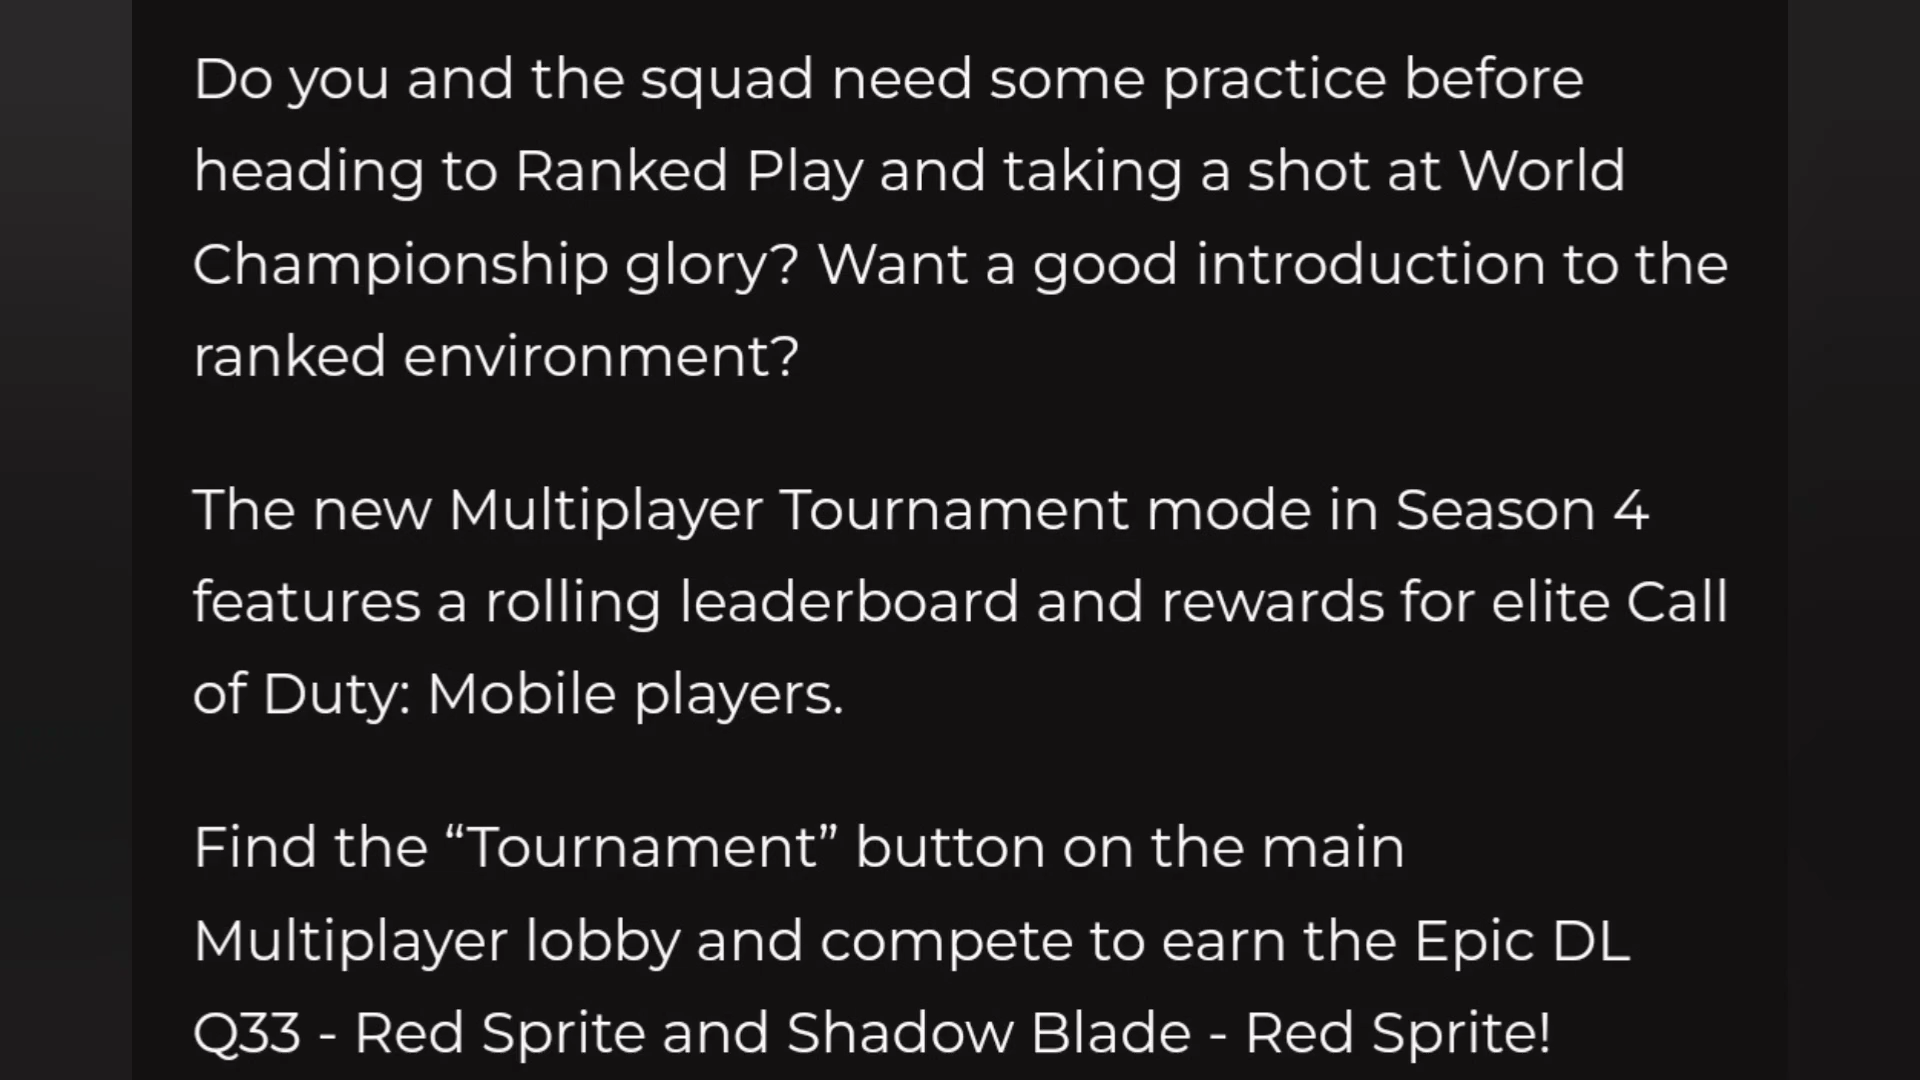 Do you and the squad need some practice before
heading to Ranked Play and taking a shot at World
Championship glory? Want a good introduction to the
ranked environment?
The new Multiplayer Tournament mode in Season 4
features a rolling leaderboard and rewards for elite Call
of Duty: Mobile players.
Find the “Tournament” button on the main
Multiplayer lobby and compete to earn the Epic DL
Q33 - Red Sprite and Shadow Blade - Red Sprite!